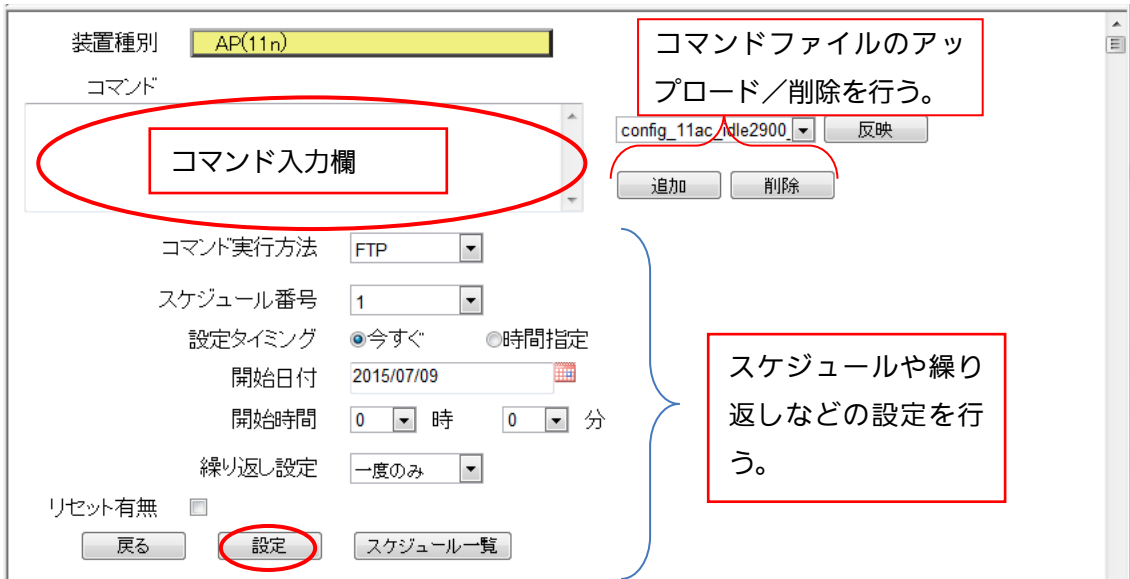 装置種別 AP(11n)
コマンドファイルのアッ
プロード／削除を行う。
コマンド
コマンド入力欄
config_11ac_idle2900_ 反映
追加 削除
コマンド実行方法 FTP
スケジュール番号 1
設定タイミング 今すぐ 時間指定
開始日付 2015/07/09
開始時間 0 時 0 分
繰り返し設定 一度のみ
スケジュールや繰り
返しなどの設定を行
う。
リセット有無
戻る 設定 スケジュール一覧